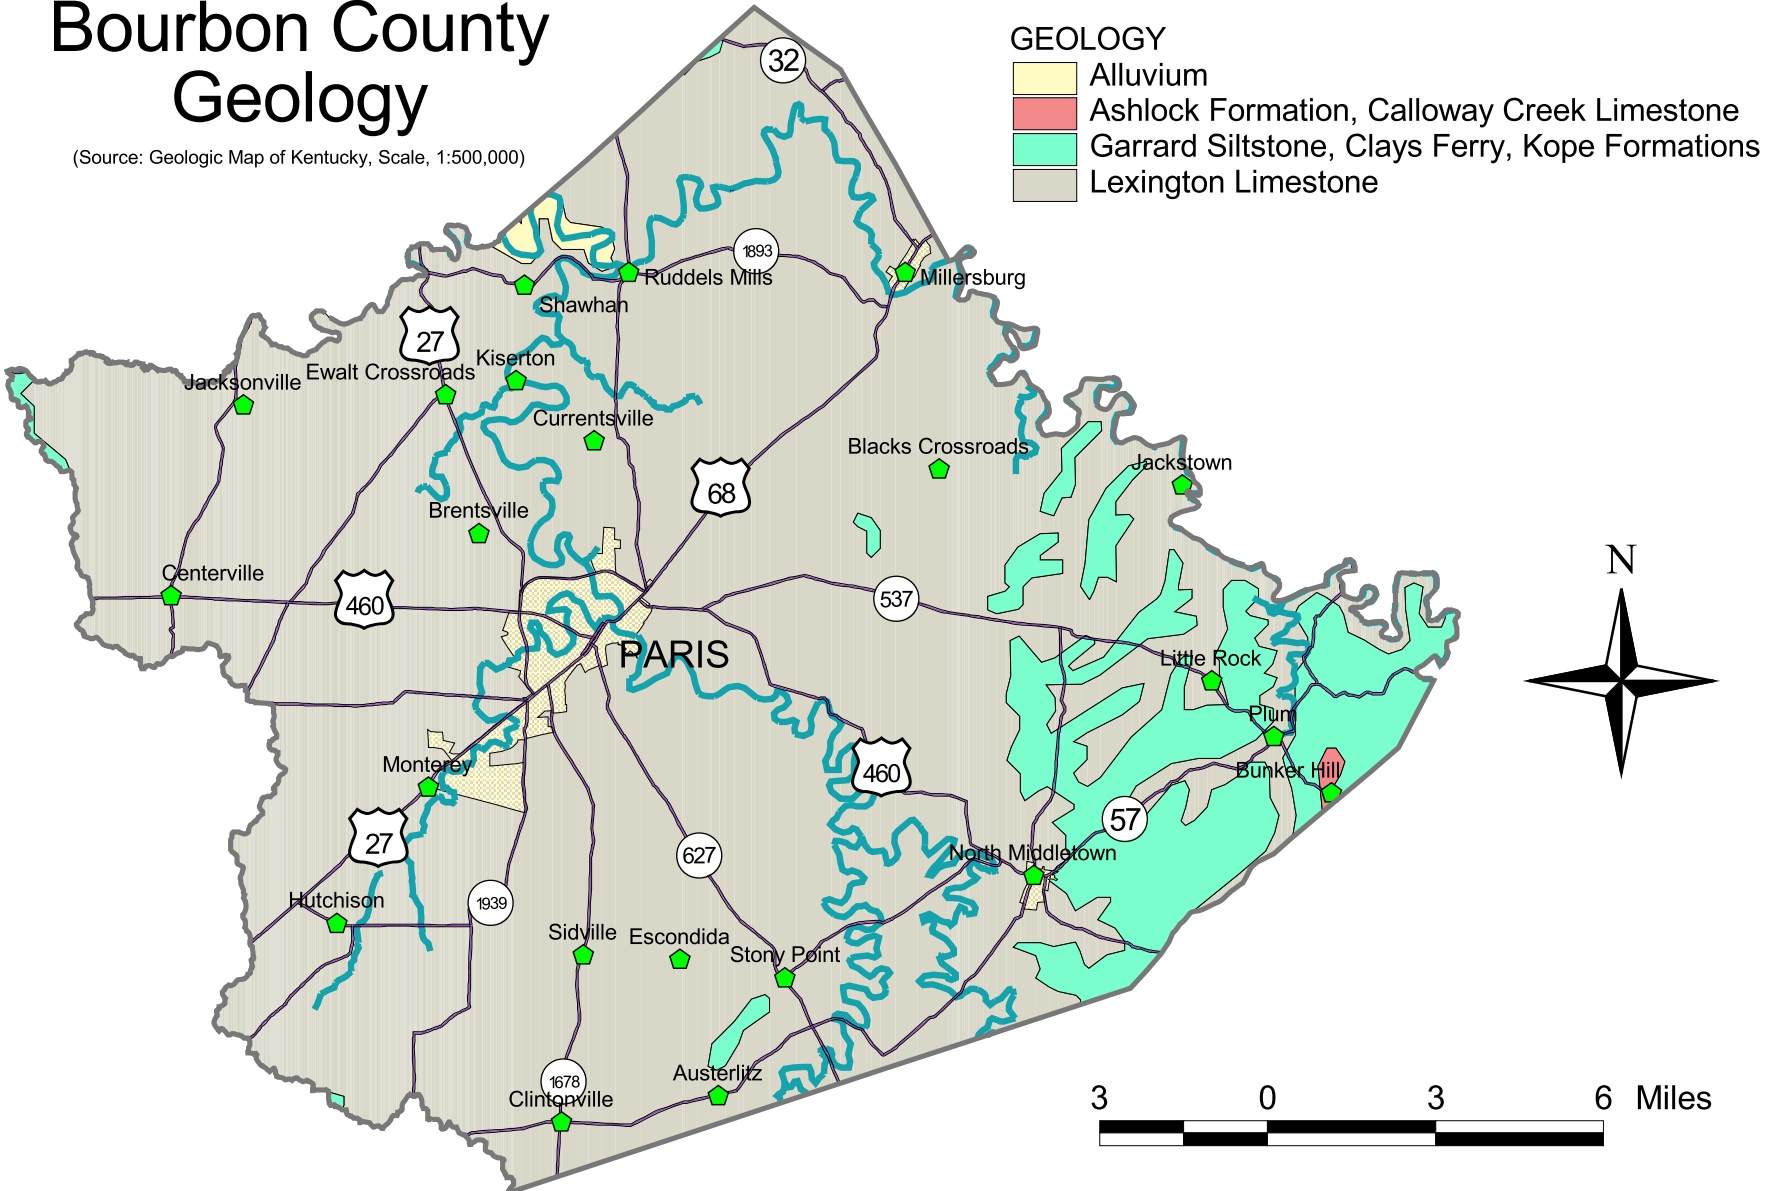 Bourbon County
Geology
(Source: Geologic Map of Kentucky, Scale, 1:500,000)
GEOLOGY
Alluvium
Ashlock Formation, Calloway Creek Limestone
Garrard Siltstone, Clays Ferry, Kope Formations
Lexington Limestone
32
1893
Ruddels Mills
Millersburg
Shawhan
27
Kiserton
Ewalt Crossroads
Jacksonville
Currentsville
Blacks Crossroads
Jackstown
68
Brentsville
Centerville
460
537
N
PARIS
Little Rock
Plum
Monterey
460
Bunker Hill
57
27
627
North Middletown
Hutchison
1939
Sidville
Escondida
Stony Point
Austerlitz
1678
Clintonville
3 0 3 6 Miles